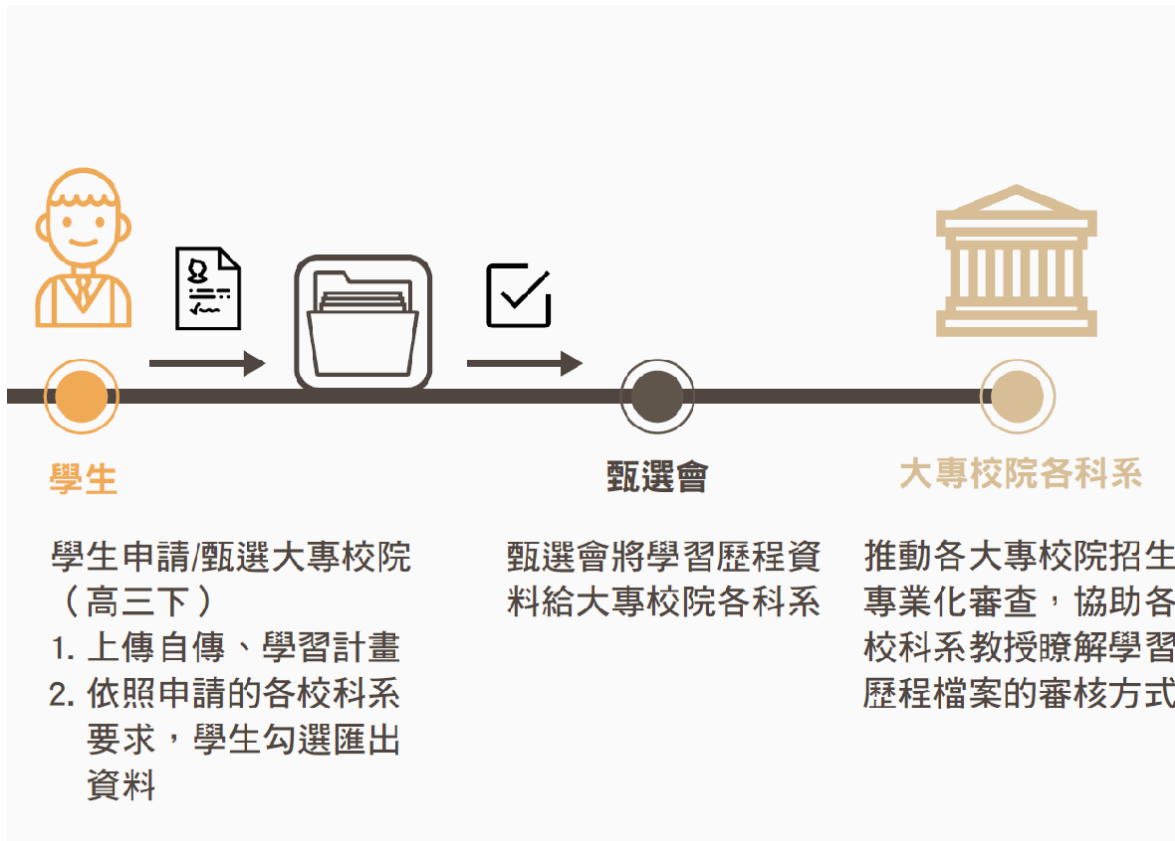 學生
學生申請/甄選大專校院
（高三下）
1. 上傳自傳、學習計畫
2. 依照申請的各校科系
要求，學生勾選匯出
資料
甄選會
甄選會將學習歷程資
料給大專校院各科系
大專校院各科系
推動各大專校院招生
專業化審查，協助各
校科系教授瞭解學習
歷程檔案的審核方式